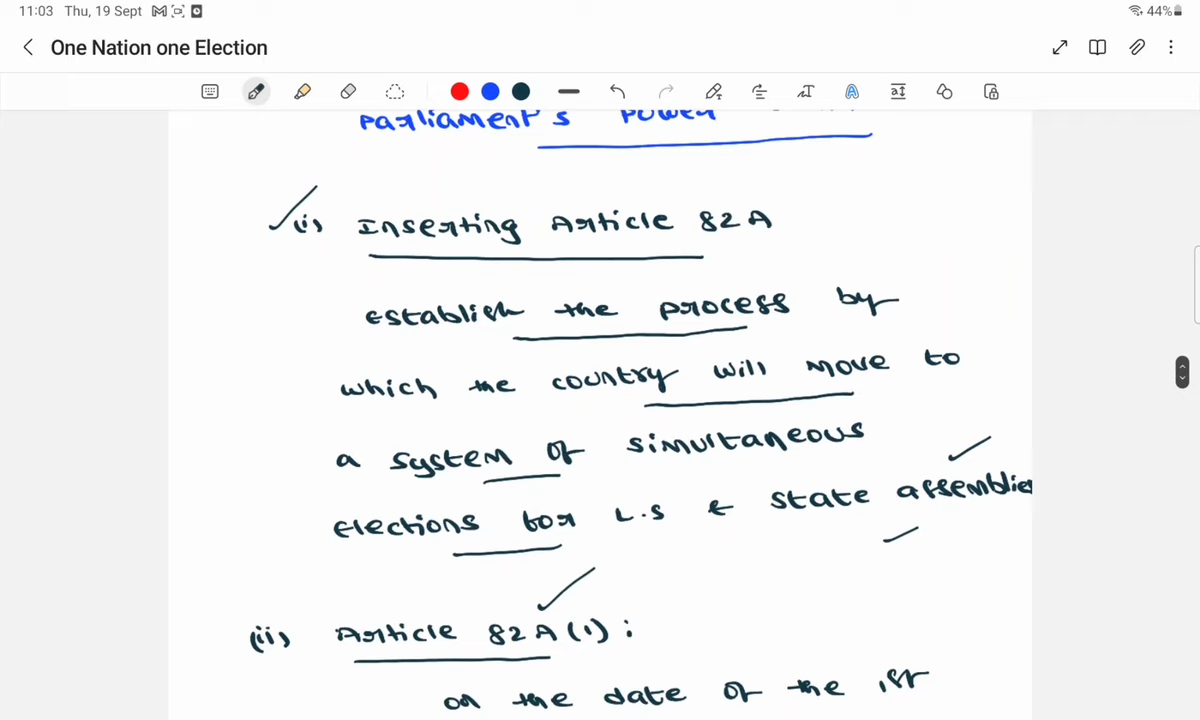 11:03 Thu, 19 Sept 44%
One Nation one Election
Parliament's Power
(i) Inserting Article 82A
establish the process by
which the country will move to
a system of simultaneous
Elections for L.S & state assemblies
(ii) Article 82A(1):
on the date of the 1st